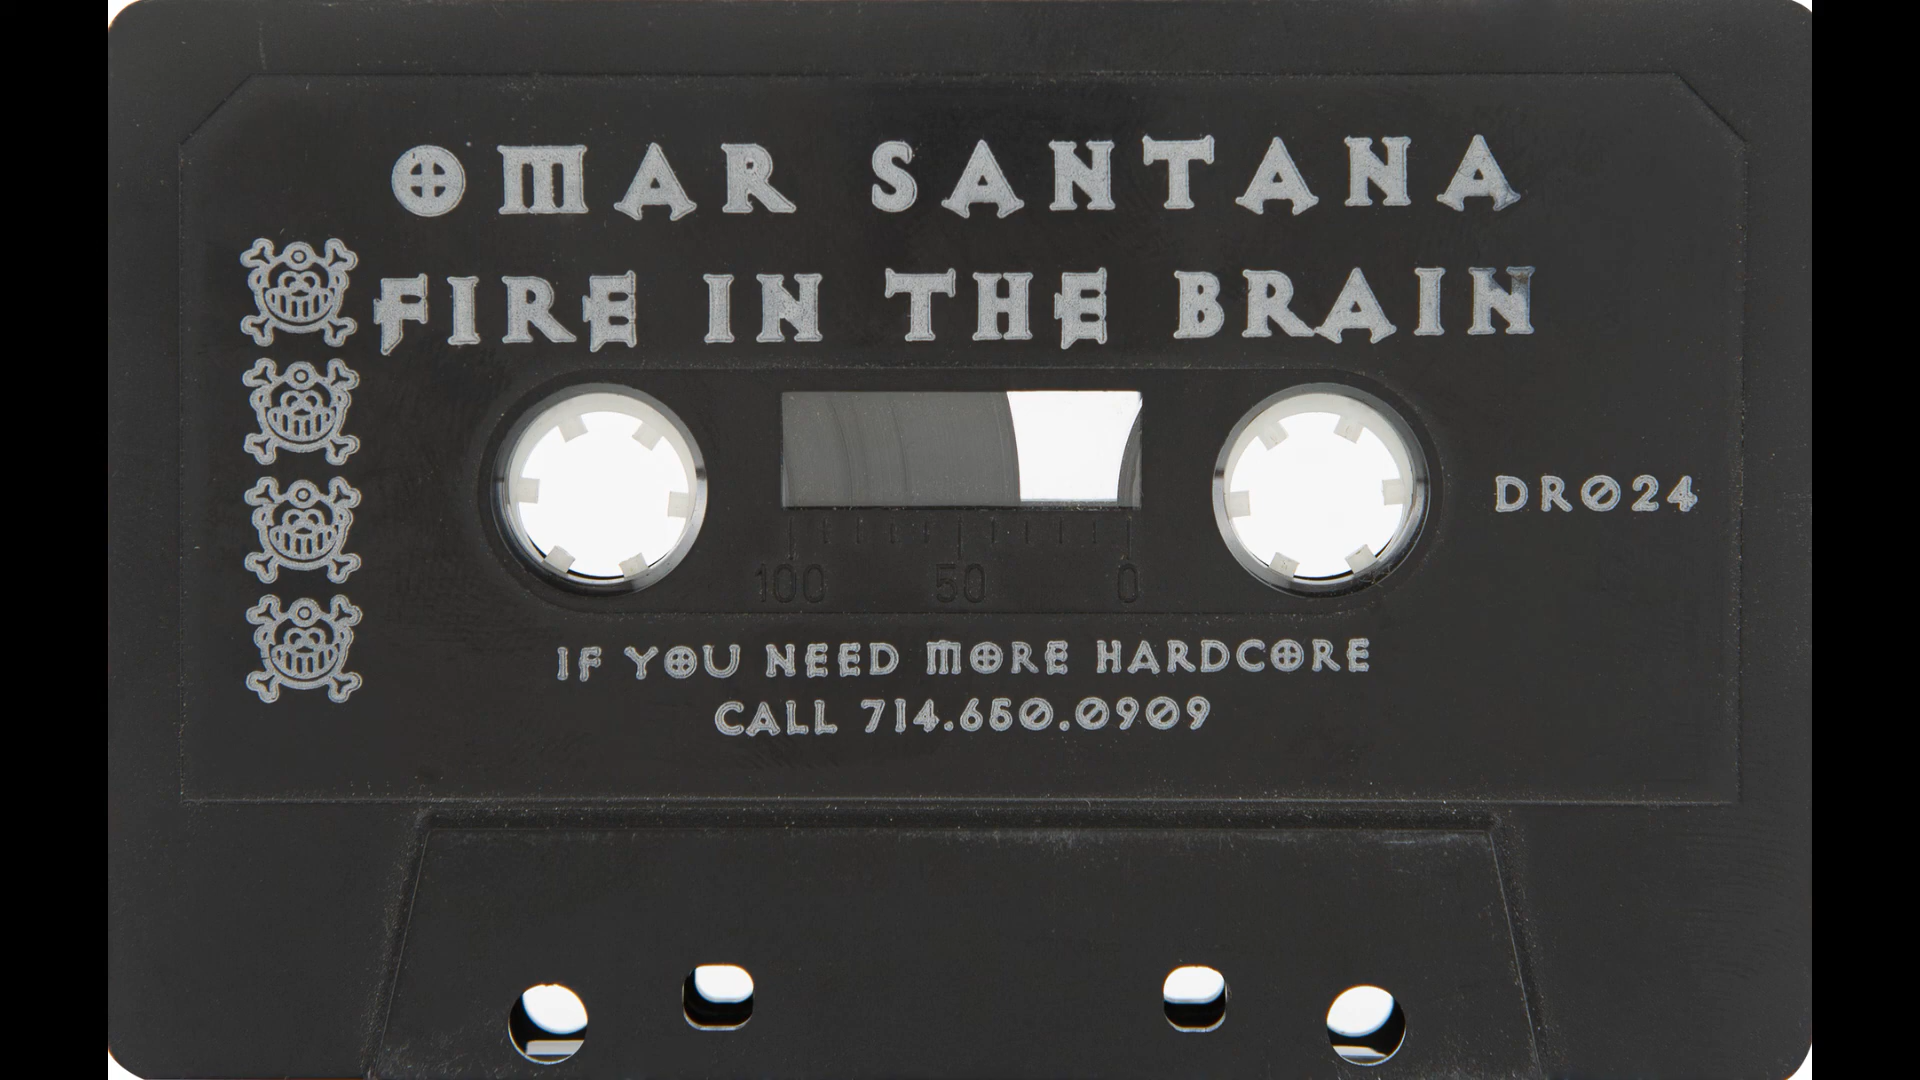 OMAR SANTANA
FIRE IN THE BRAIN
DR024
100 50 0
IF YOU NEED MORE HARDCORE
CALL 714.650.0909